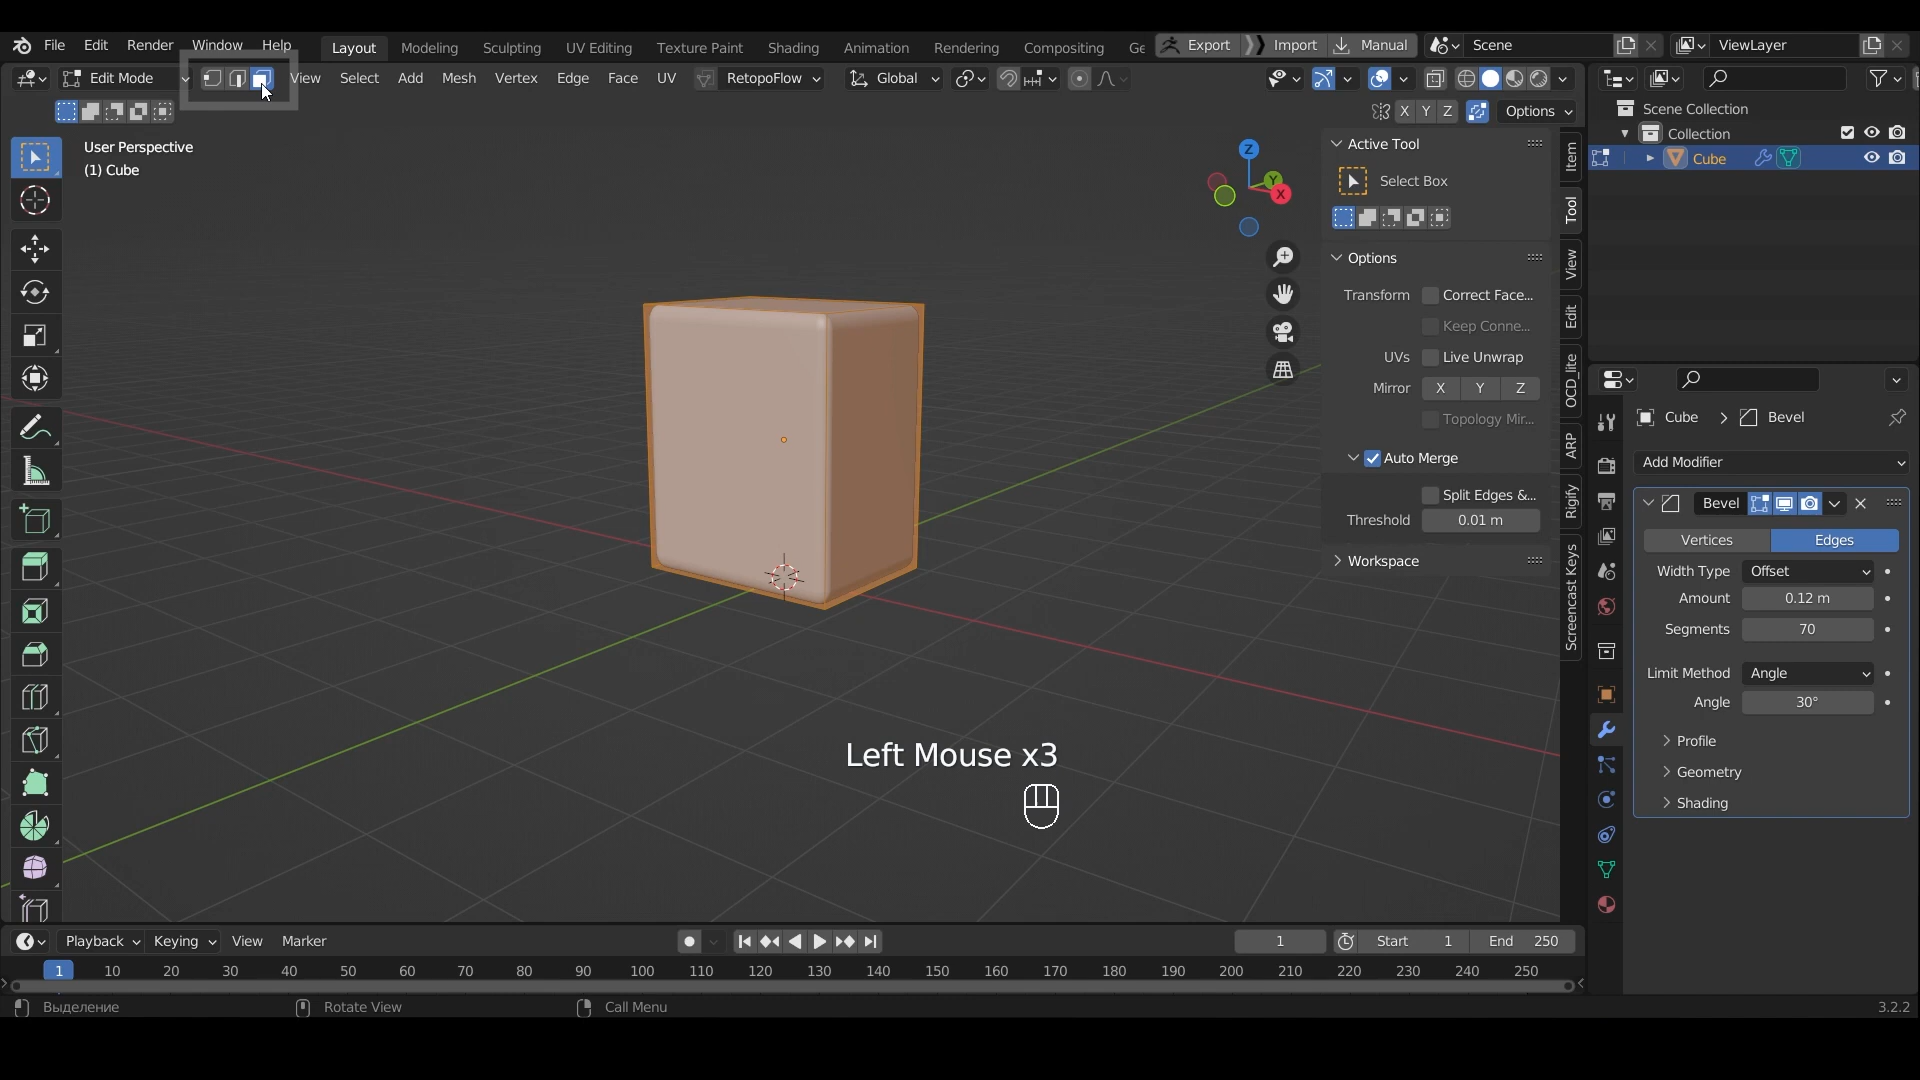 File Edit Render Window Help Layout Modeling Sculpting UV Editing Texture Paint Shading Animation Rendering Compositing Ge Export Import Manual Scene ViewLayer
Edit Mode View Select Add Mesh Vertex Edge Face UV RetopoFlow Global
X Y Z Options
User Perspective
(1) Cube
Z
Y
X
Active Tool
Select Box
Options
Transform Correct Face...
Keep Conne...
UVs Live Unwrap
Mirror X Y Z
Topology Mir...
Auto Merge
Split Edges &...
Threshold 0.01 m
Workspace
Item
Tool
View
Edit
OCD_lite
ARP
Rigify
Screencast Keys
Scene Collection
Collection
Cube
Cube Bevel
Add Modifier
Bevel
Vertices Edges
Width Type Offset
Amount 0.12 m
Segments 70
Limit Method Angle
Angle 30°
Profile
Geometry
Shading
Left Mouse x3
Playback Keying View Marker 1 Start 1 End 250
1 10 20 30 40 50 60 70 80 90 100 110 120 130 140 150 160 170 180 190 200 210 220 230 240 250
Выделение Rotate View Call Menu 3.2.2